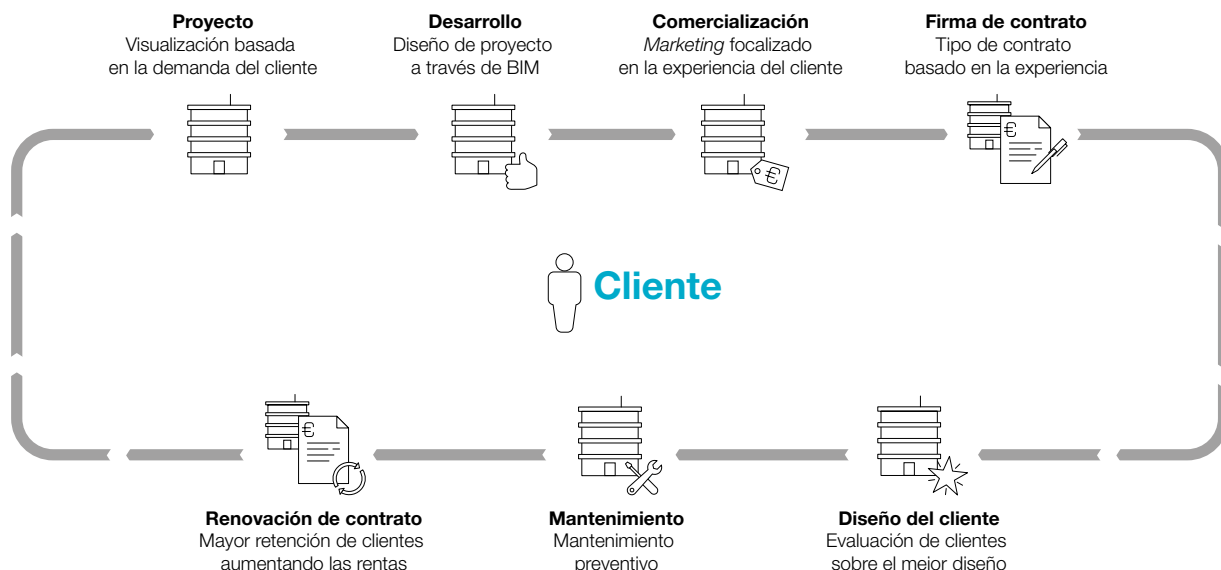 Proyecto
Visualización basada
en la demanda del cliente
Desarrollo
Diseño de proyecto
a través de BIM
Comercialización
Marketing focalizado
en la experiencia del cliente
Firma de contrato
Tipo de contrato
basado en la experiencia
€
€
Cliente
€
Renovación de contrato
Mayor retención de clientes
aumentando las rentas
Mantenimiento
Mantenimiento
preventivo
Diseño del cliente
Evaluación de clientes
sobre el mejor diseño